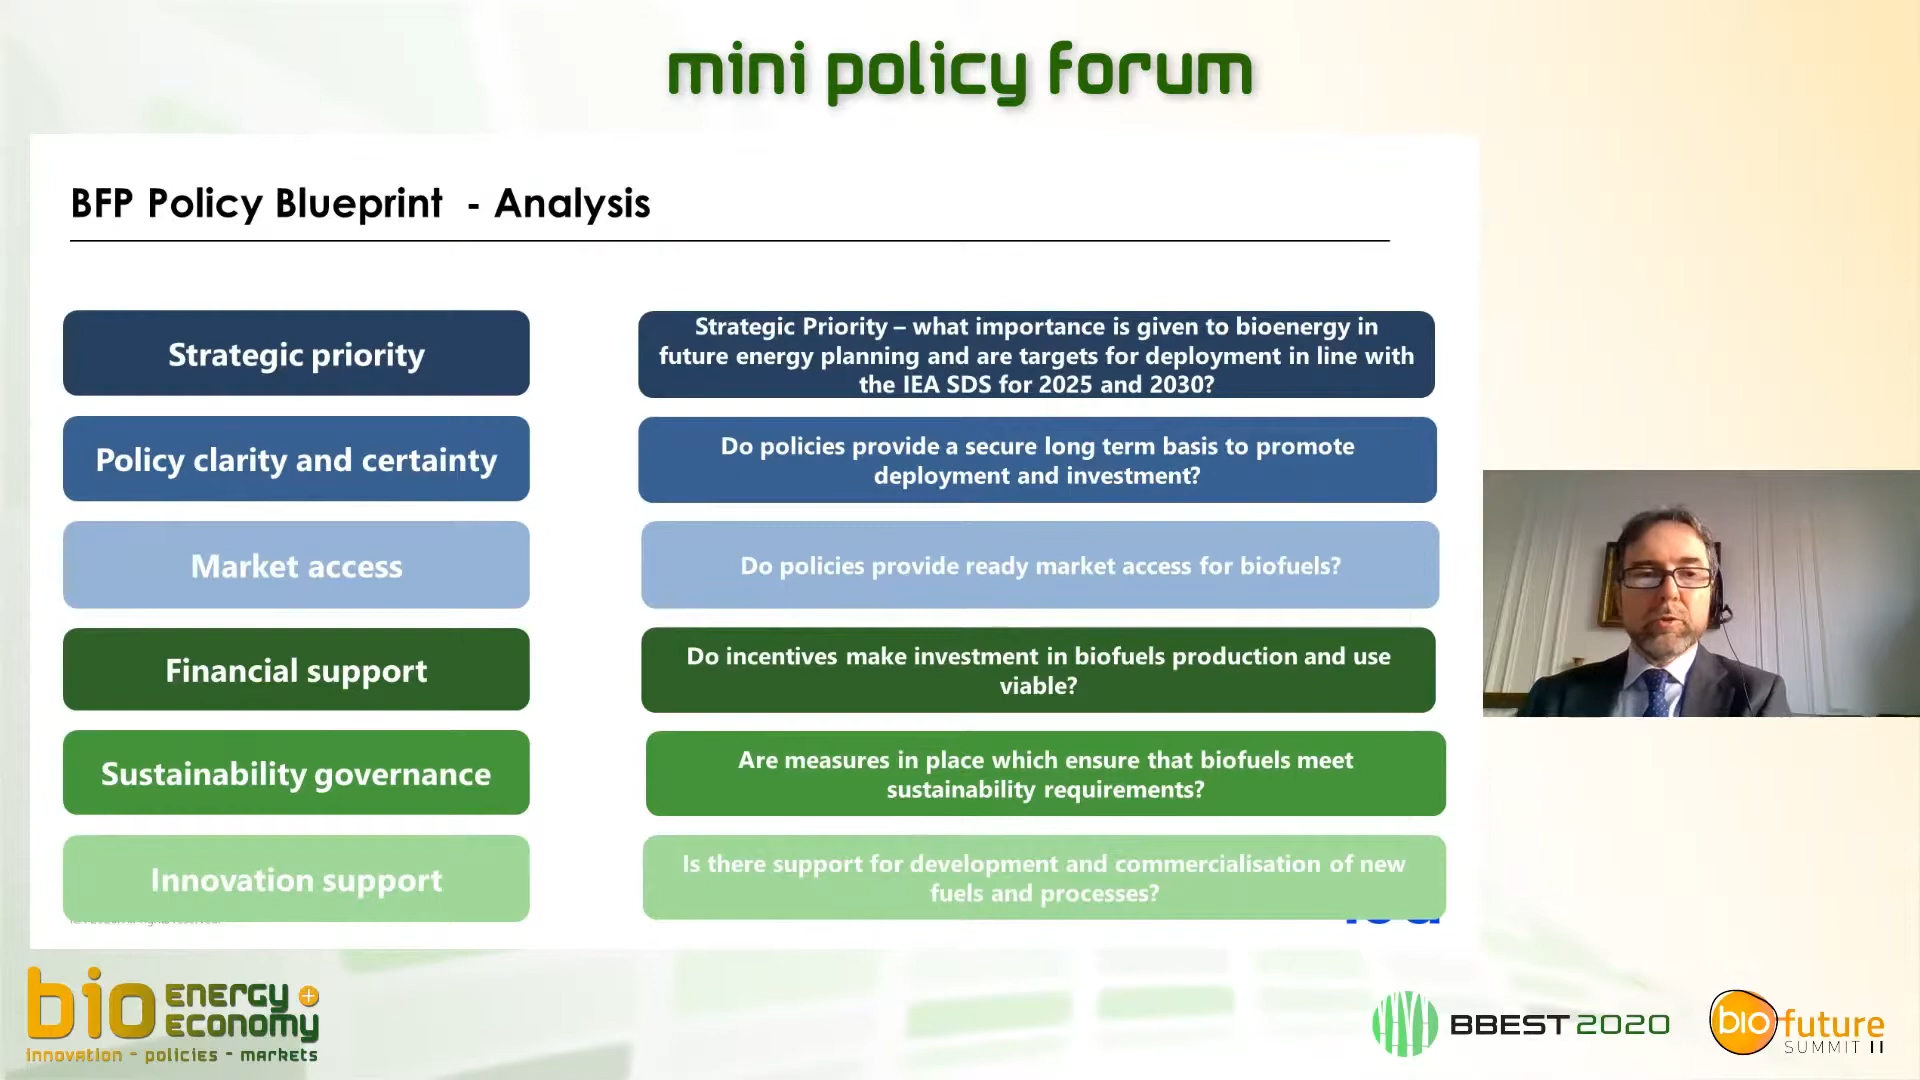 mini policy forum
BFP Policy Blueprint - Analysis
Strategic priority
Strategic Priority – what importance is given to bioenergy in
future energy planning and are targets for deployment in line with
the IEA SDS for 2025 and 2030?
Policy clarity and certainty
Do policies provide a secure long term basis to promote
deployment and investment?
Market access
Do policies provide ready market access for biofuels?
Financial support
Do incentives make investment in biofuels production and use
viable?
Sustainability governance
Are measures in place which ensure that biofuels meet
sustainability requirements?
Innovation support
Is there support for development and commercialisation of new
fuels and processes?
bio ENERGY +
ECONOMY
innovation - policies - markets
BBEST 2020
bio future
SUMMIT II